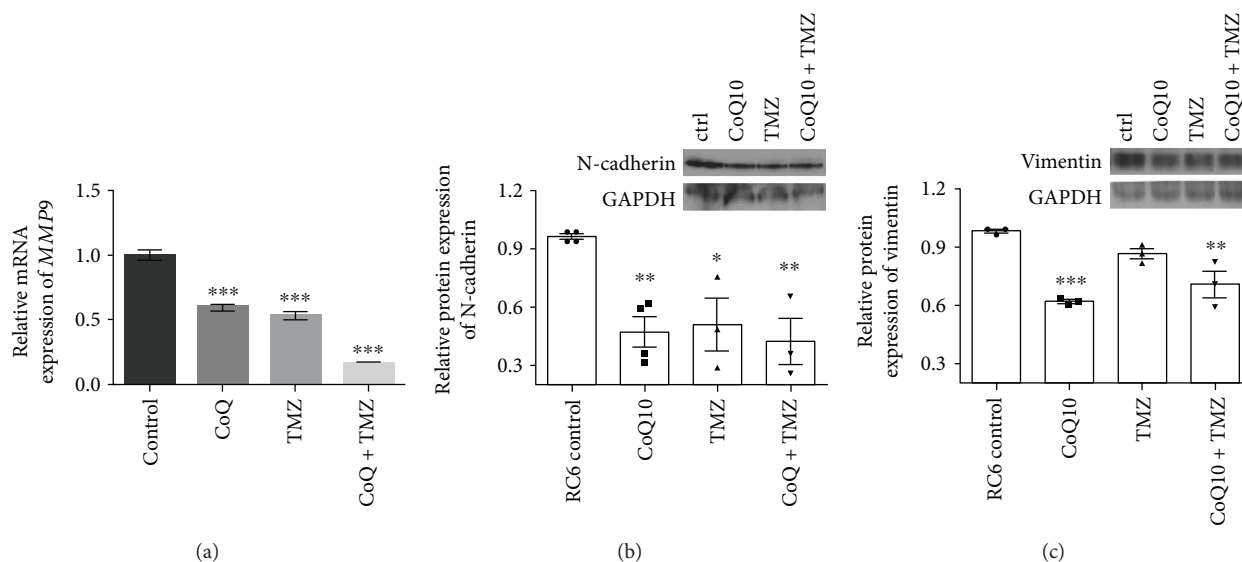 Relative mRNA
expression of MMP9
1.5
1.0
0.5
0.0
***
***
***
Control
CoQ
TMZ
CoQ + TMZ
(a)
ctrl
CoQ10
TMZ
CoQ10 + TMZ
N-cadherin
GAPDH
Relative protein expression
of N-cadherin
1.2
0.9
0.6
0.3
**
*
**
RC6 control
CoQ10
TMZ
CoQ + TMZ
(b)
ctrl
CoQ10
TMZ
CoQ10 + TMZ
Vimentin
GAPDH
Relative protein
expression of vimentin
1.2
0.9
0.6
0.3
***
**
RC6 control
CoQ10
TMZ
CoQ10 + TMZ
(c)